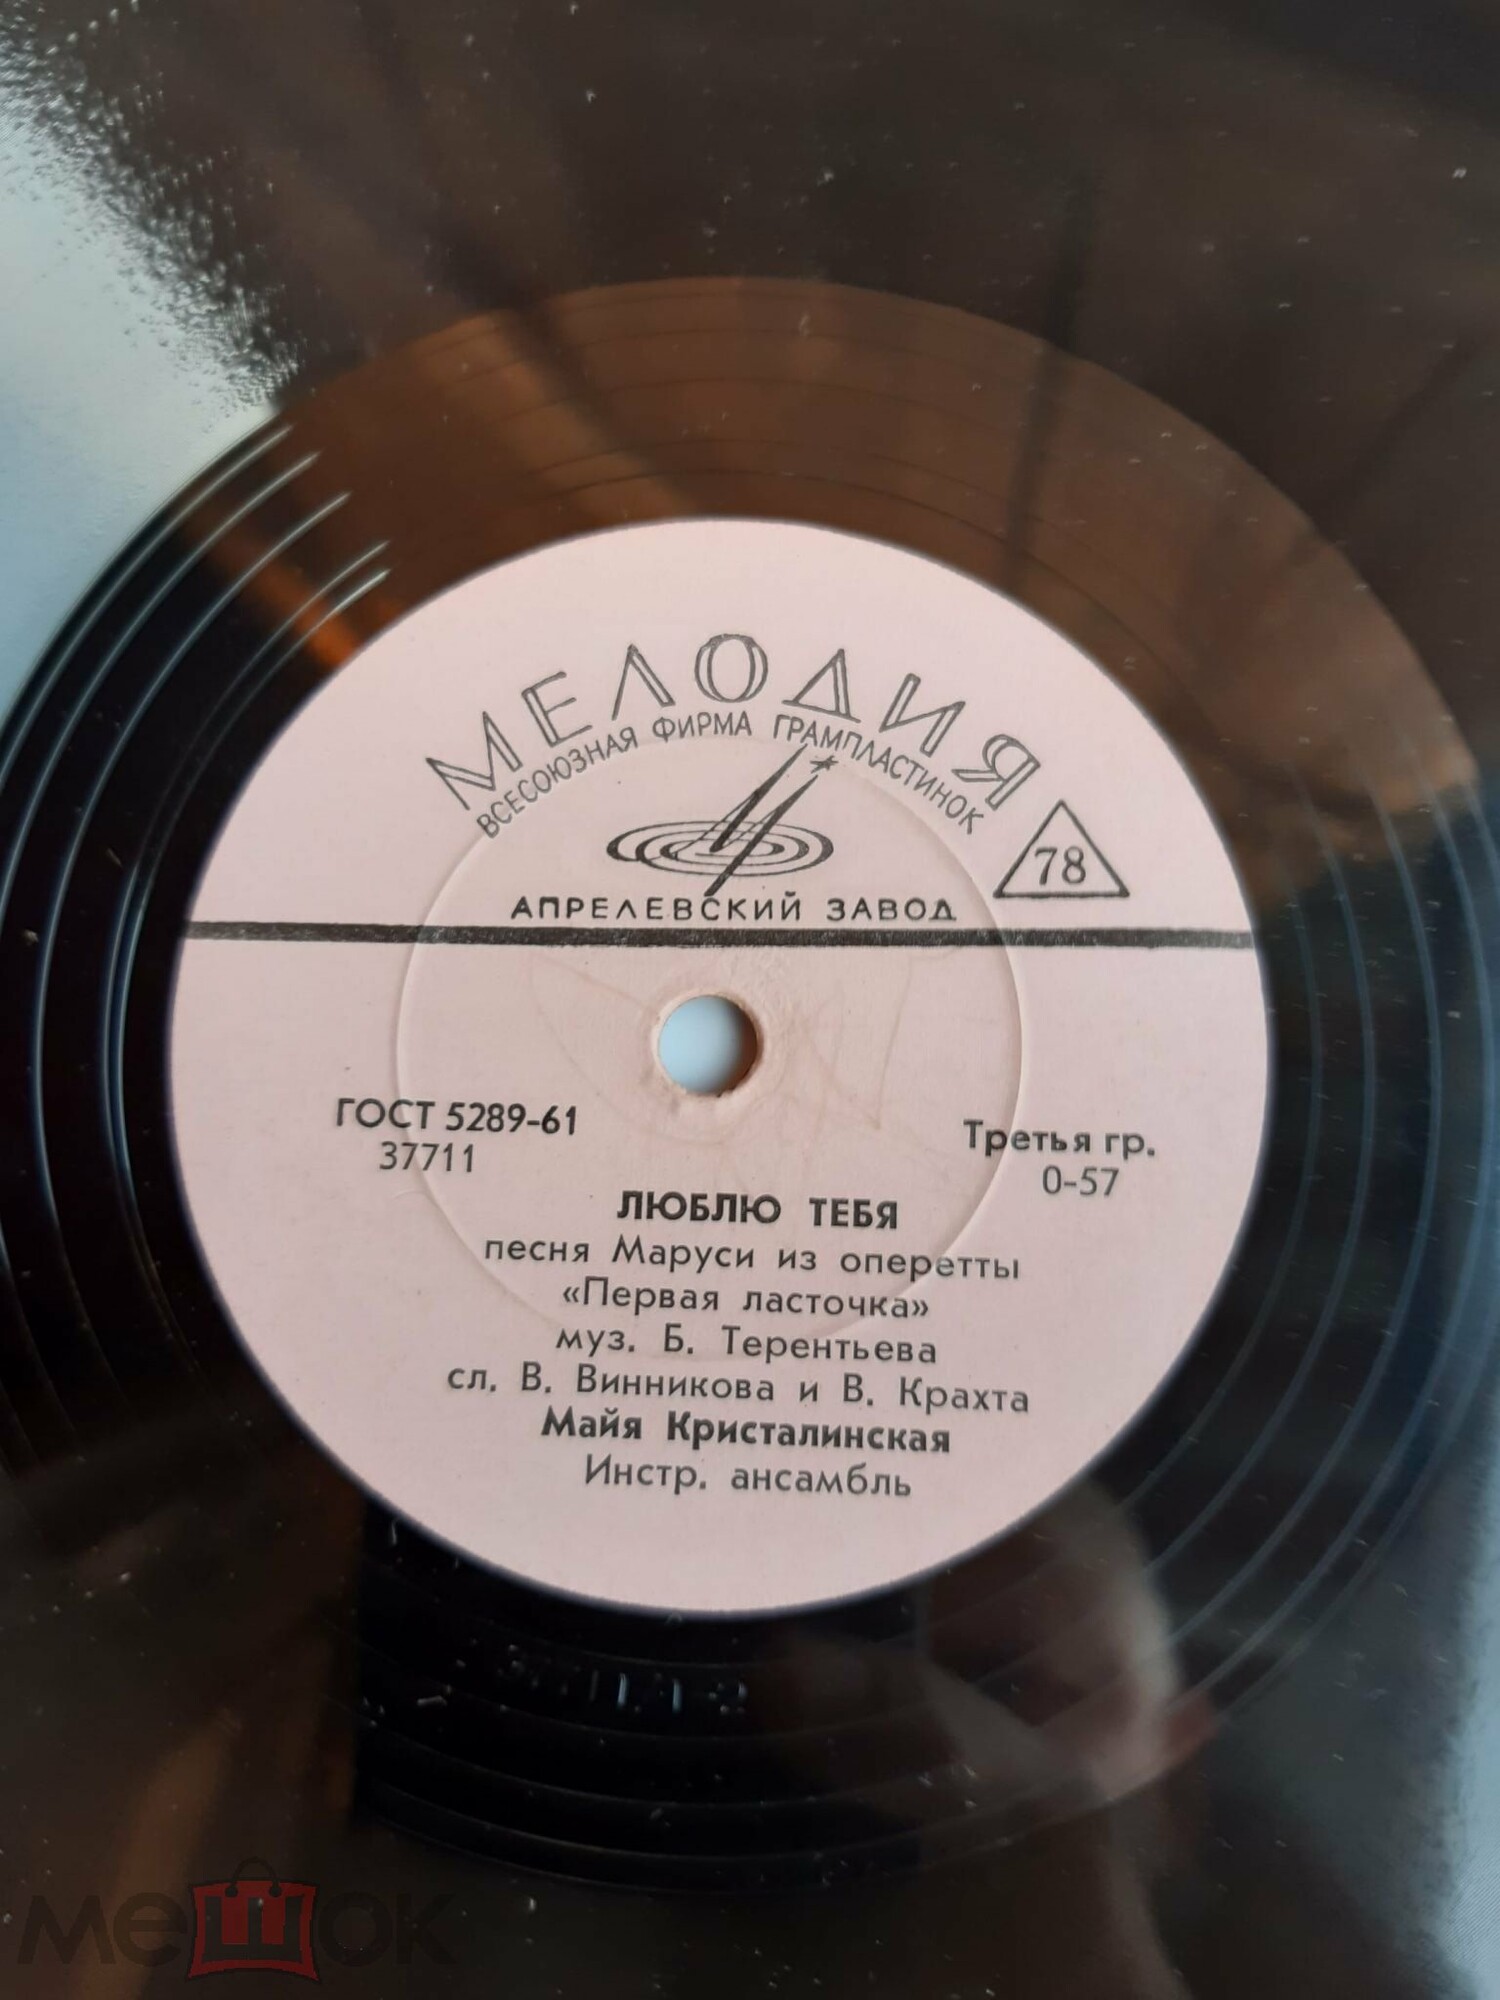 МЕЛОДИЯ
ВСЕСОЮЗНАЯ ФИРМА ГРАМПЛАСТИНОК
78
АПРЕЛЕВСКИЙ ЗАВОД
ГОСТ 5289-61
37711
Третья гр.
0-57
ЛЮБЛЮ ТЕБЯ
песня Маруси из оперетты
«Первая ласточка»
муз. Б. Терентьева
сл. В. Винникова и В. Крахта
Майя Кристалинская
Инстр. ансамбль
мешок